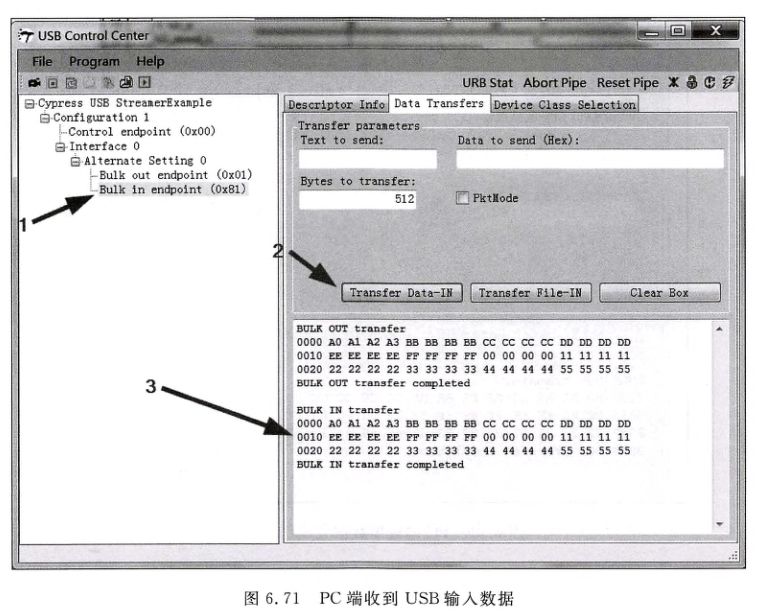 USB Control Center
File Program Help
URB Stat Abort Pipe Reset Pipe
Cypress USB StreamerExample
Configuration 1
Control endpoint (0x00)
Interface 0
Alternate Setting 0
Bulk out endpoint (0x01)
Bulk in endpoint (0x81)
1
Descriptor Info Data Transfers Device Class Selection
Transfer parameters
Text to send: Data to send (Hex):
Bytes to transfer:
512 PktMode
2
Transfer Data-IN Transfer File-IN Clear Box
BULK OUT transfer
0000 A0 A1 A2 A3 BB BB BB BB CC CC CC CC DD DD DD DD
0010 EE EE EE EE FF FF FF FF 00 00 00 00 11 11 11 11
0020 22 22 22 22 33 33 33 33 44 44 44 44 55 55 55 55
BULK OUT transfer completed
3
BULK IN transfer
0000 A0 A1 A2 A3 BB BB BB BB CC CC CC CC DD DD DD DD
0010 EE EE EE EE FF FF FF FF 00 00 00 00 11 11 11 11
0020 22 22 22 22 33 33 33 33 44 44 44 44 55 55 55 55
BULK IN transfer completed
图 6.71 PC 端收到 USB 输入数据